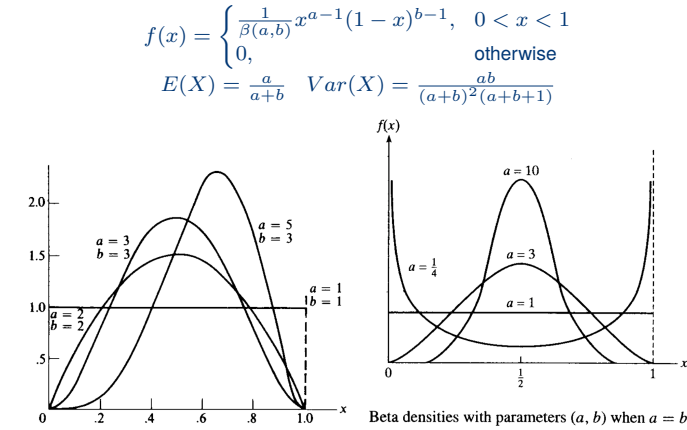 f(x) = { 1/β(a,b) x^{a−1}(1 − x)^{b−1}, 0 < x < 1
0, otherwise
E(X) = a/(a+b) Var(X) = ab/((a+b)^2(a+b+1))
2.0
1.5
1.0
.5
0
.2
.4
.6
.8
1.0
x
a = 3
b = 3
a = 5
b = 3
a = 1
b = 1
a = 2
b = 2
f(x)
a = 10
a = 3
a = 1/4
a = 1
0
1/2
1
x
Beta densities with parameters (a, b) when a = b